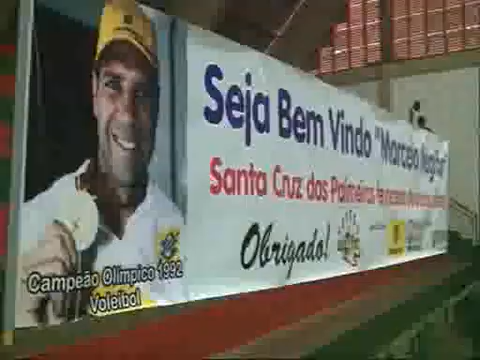 Seja Bem Vindo "Marcelo Negrão"
Santa Cruz das Palmeiras
Obrigado!
Campeão Olímpico 1992
Voleibol